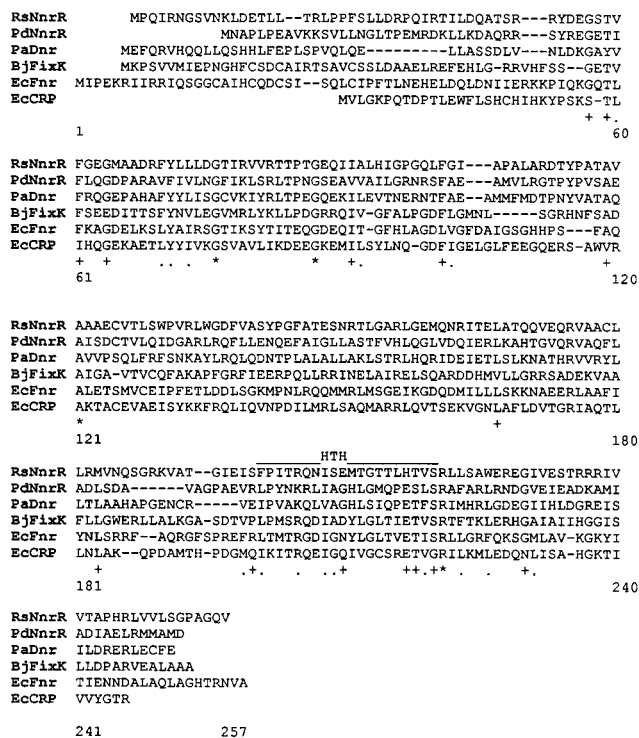 RsNnrR MPQIRNGSVNKLDETLL--TRLPPFSLLDRPQIRTILDQATSR---RYDEGSTV
PdNnrR MNAPLPEAVKKSVLLNGLTPEMRDKLLKDAQRR---SYREGETI
PaDnr MEFQRVHQQLLQSHHLFEPLSPVQLQE---------LLASSDLV---NLDKGAYV
BjFixK MKPSVVMIEPNGHFCSDCAIRTSAVCSSLDAAELREFEHLG-RRVHFSS--GETV
EcFnr MIPEKRIIRRIQSGGCAIHCQDCSI---SQLCIPFTLNEHELDQLDNIIERKKPIQKGQTL
EcCRP MVLGKPQTDPTLEWFLSHCHIHKYPSKS-TL
+ +.
1 60
RsNnrR FGEGMAADRFYLLLDGTIRVVRTTPTGEQIIALHIGPGQLFGI---APALARDTYPATAV
PdNnrR FLQGDPARAVFIVLNGFIKLSRLTPNGSEAVVAILGRNRSFAE---AMVLRGTPYPVSAE
PaDnr FRQGEPAHAFYYLISGCVKIYRLTPEGQEKILEVTNERNTFAE---AMMFMDTPNYVATAQ
BjFixK FSEEDITTSFYNVLEGVMRLYKLLPDGRRQIV-GFALPGDFLGMNL-----SGRHNFSAD
EcFnr FKAGDELKSLYAIRSGTIKSYTITEQGDEQIT-GFHLAGDLVGFDAIGSGHHPS---FAQ
EcCRP IHQGEKAETLYYIVKGSVAVLIKDEEGKEMILSYLNQ-GDFIGELGLFEEGQERS-AWVR
+ + . . * * + . +. +
61 120
RsNnrR AAAECVTLSWPVRLWGDFVASYPGFATESNRTLGARLGEMQNRITELATQQVEQRVAACL
PdNnrR AISDCTVLQIDGARLRQFLLENQEFAIGLLASTFVHLQGLVDQIERLKAHTGVQRVAQFL
PaDnr AVVPSQLFRFSNKAYLRQLQDNTPLALALLAKLSTRLHQRIDEIETLSLKNATHRVVRYL
BjFixK AIGA-VTVCQFAKAPFGRFIEERPQLLRRINELAIRELSQARDDHMVLLGRRSADEKVAA
EcFnr ALETSMVCEIPFETLDDLSGKMPNLRQQMMRLMSGEIKGDQDMILLLSKKNAEERLAAFI
EcCRP AKTACEVAEISYKKFRQLIQVNPDILMRLSAQMARRLQVTSEKVGNLAFLDVTGRIAQTL
* +
121 180
HTH
RsNnrR LRMVNQSGRKVAT--GIEISFPITRQNISEMTGTTLHTVSRLLSAWEREGIVESTRRRIV
PdNnrR ADLSDA------VAGPAEVRLPYNKRLIAGHLGMQPESLSRAFARLRNDGVEIEADKAMI
PaDnr LTLAAHAPGENCR-----VEIPVAKQLVAGHLSIQPETFSRIMHRLGDEGIIHLDGREIS
BjFixK FLLGWERLLALKGA-SDTVPLPMSRQDIADYLGLTIETVSRTFTKLERHGAIAIIHGGIS
EcFnr YNLSRRF--AQRGFSPREFRLTMTRGDIGNYLGLTVETISRLLGRFQKSGMLAV-KGKYI
EcCRP LNLAK--QPDAMTH-PDGMQIKITRQEIGQIVGCSRETVGRILKMLEDQNLISA-HGKTI
+ .+. . .+ ++ +* . . +.
181 240
RsNnrR VTAPHRLVVLSGPAGQV
PdNnrR ADIAELRMMAMD
PaDnr ILDRERLECFE
BjFixK LLDPARVEALAAA
EcFnr TIENNDALAQLAGHTRNVA
EcCRP VVYGTR
241 257